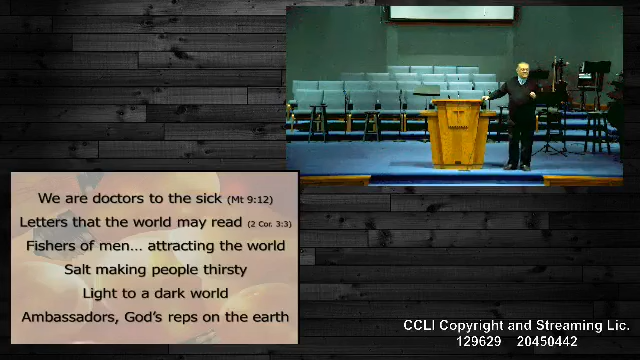 We are doctors to the sick (Mt 9:12)
Letters that the world may read (2 Cor. 3:3)
Fishers of men... attracting the world
Salt making people thirsty
Light to a dark world
Ambassadors, God's reps on the earth
CCLI Copyright and Streaming Lic.
129629 20450442